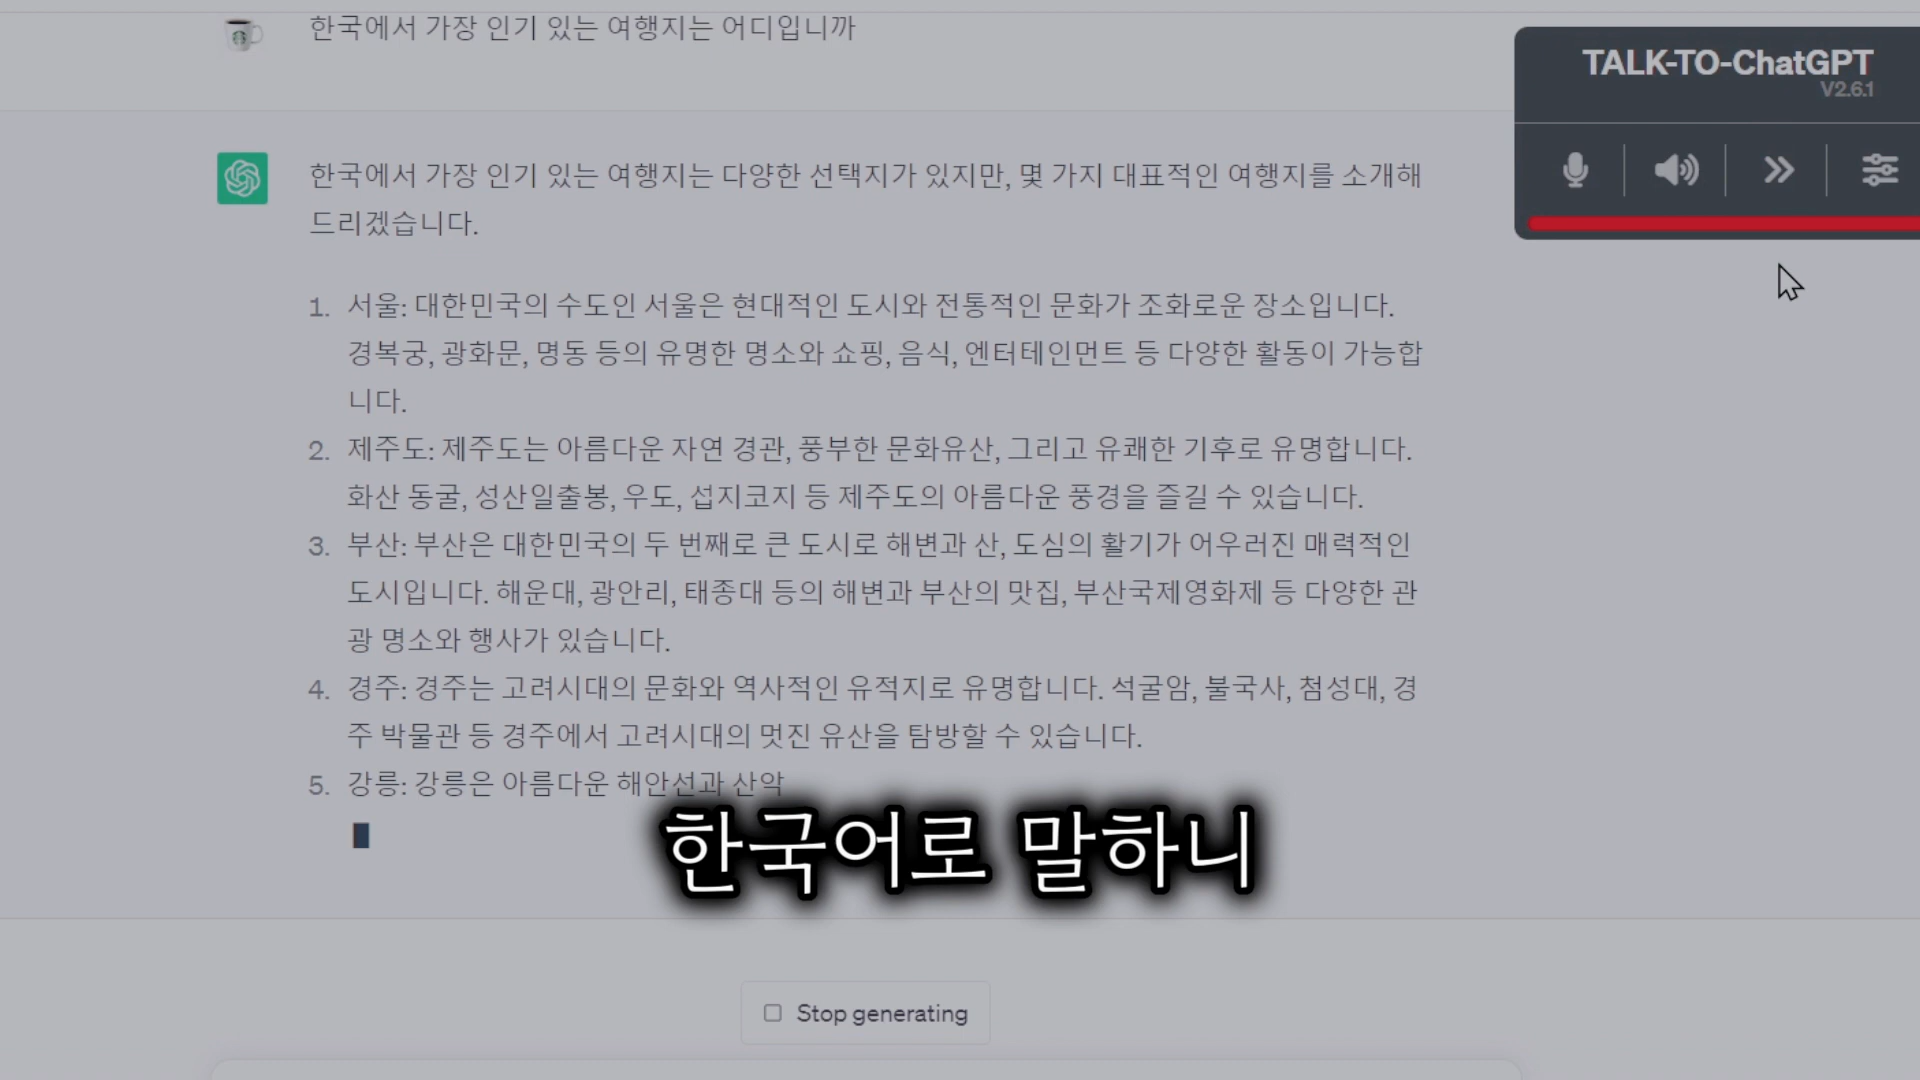 한국에서 가장 인기 있는 여행지는 어디입니까
TALK-TO-ChatGPT
V2.6.1
한국에서 가장 인기 있는 여행지는 다양한 선택지가 있지만, 몇 가지 대표적인 여행지를 소개해
드리겠습니다.
1. 서울: 대한민국의 수도인 서울은 현대적인 도시와 전통적인 문화가 조화로운 장소입니다.
경복궁, 광화문, 명동 등의 유명한 명소와 쇼핑, 음식, 엔터테인먼트 등 다양한 활동이 가능합
니다.
2. 제주도: 제주도는 아름다운 자연 경관, 풍부한 문화유산, 그리고 유쾌한 기후로 유명합니다.
화산 동굴, 성산일출봉, 우도, 섭지코지 등 제주도의 아름다운 풍경을 즐길 수 있습니다.
3. 부산: 부산은 대한민국의 두 번째로 큰 도시로 해변과 산, 도심의 활기가 어우러진 매력적인
도시입니다. 해운대, 광안리, 태종대 등의 해변과 부산의 맛집, 부산국제영화제 등 다양한 관
광 명소와 행사가 있습니다.
4. 경주: 경주는 고려시대의 문화와 역사적인 유적지로 유명합니다. 석굴암, 불국사, 첨성대, 경
주 박물관 등 경주에서 고려시대의 멋진 유산을 탐방할 수 있습니다.
5. 강릉: 강릉은 아름다운 해안선과 산악
한국어로 말하니
Stop generating